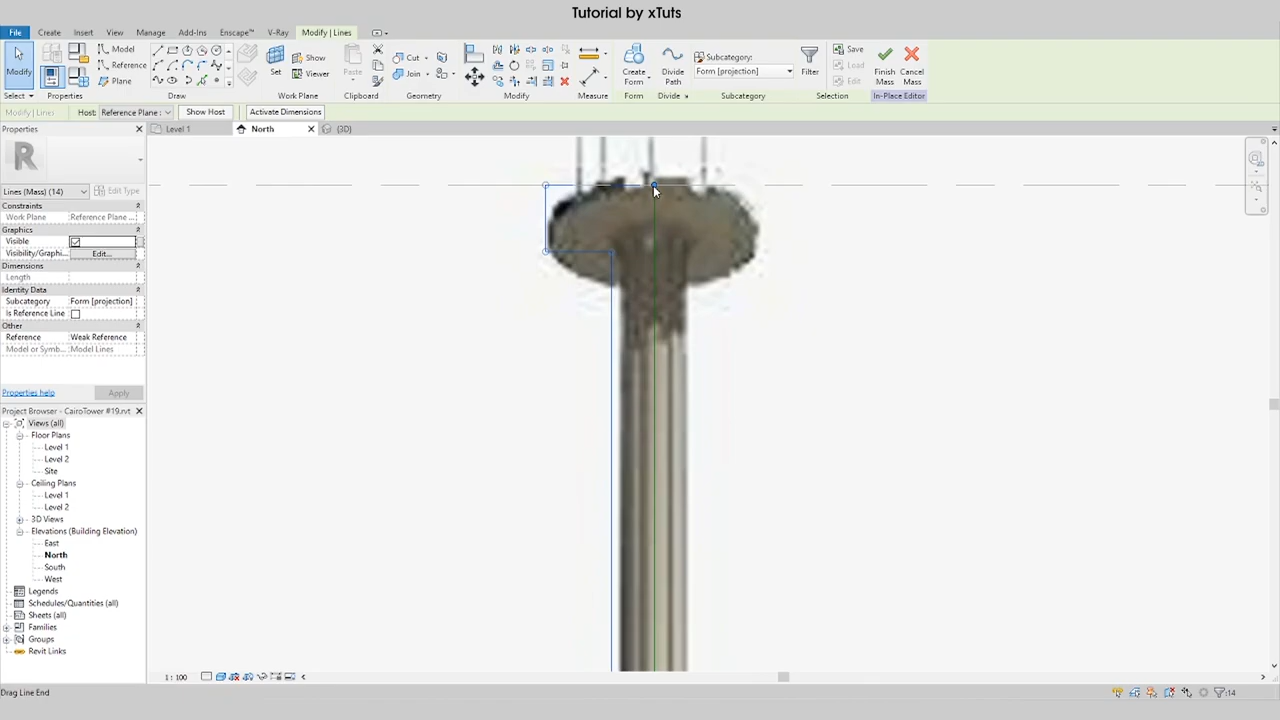 Tutorial by xTuts
File Create Insert View Manage Add-Ins Enscape™ V-Ray Modify | Lines
Modify
Model
Reference
Plane
Set
Show
Viewer
Paste
Cut
Join
Create Form
Divide Path
Subcategory:
Form [projection]
Filter
Save
Load
Edit
Finish Mass
Cancel Mass
Select Properties Draw Work Plane Clipboard Geometry Modify Measure Form Divide Subcategory Selection In-Place Editor
Modify | Lines Host: Reference Plane : Show Host Activate Dimensions
Properties
Level 1 North {3D}
Lines (Mass) (14) Edit Type
Constraints
Work Plane Reference Plane ...
Graphics
Visible
Visibility/Graphi... Edit...
Dimensions
Length
Identity Data
Subcategory Form [projection]
Is Reference Line
Other
Reference Weak Reference
Model or Symb... Model Lines
Properties help Apply
Project Browser - CairoTower #19.rvt
Views (all)
Floor Plans
Level 1
Level 2
Site
Ceiling Plans
Level 1
Level 2
3D Views
Elevations (Building Elevation)
East
North
South
West
Legends
Schedules/Quantities (all)
Sheets (all)
Families
Groups
Revit Links
1 : 100
Drag Line End
:14